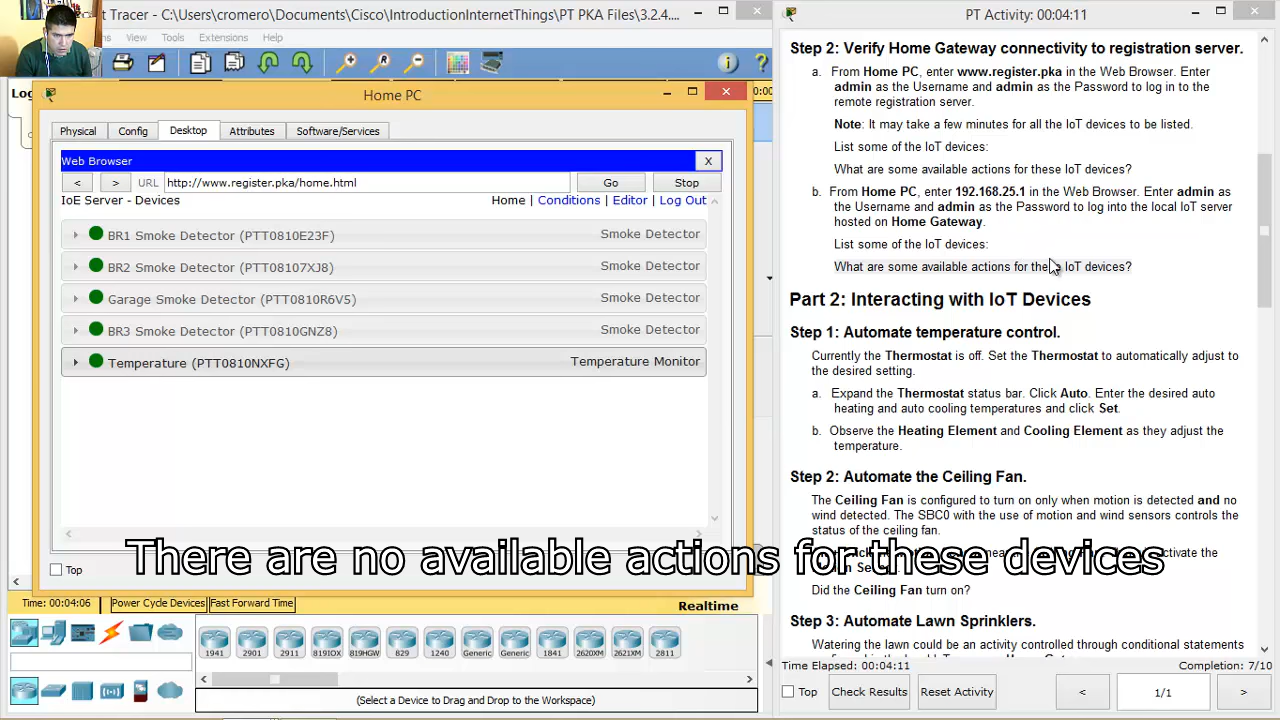 t Tracer - C:\Users\cromero\Documents\Cisco\IntroductionInternetThings\PT PKA Files\3.2.4....
View Tools Extensions Help
Home PC
Physical Config Desktop Attributes Software/Services
Web Browser X
< > URL http://www.register.pka/home.html Go Stop
IoE Server - Devices Home | Conditions | Editor | Log Out
BR1 Smoke Detector (PTT0810E23F) Smoke Detector
BR2 Smoke Detector (PTT08107XJ8) Smoke Detector
Garage Smoke Detector (PTT0810R6V5) Smoke Detector
BR3 Smoke Detector (PTT0810GNZ8) Smoke Detector
Temperature (PTT0810NXFG) Temperature Monitor
Top
Time: 00:04:06 Power Cycle Devices Fast Forward Time Realtime
1941 2901 2911 819IOX 819HGW 829 1240 Generic Generic 1841 2620XM 2621XM 2811
(Select a Device to Drag and Drop to the Workspace)
PT Activity: 00:04:11
Step 2: Verify Home Gateway connectivity to registration server.
a. From Home PC, enter www.register.pka in the Web Browser. Enter
admin as the Username and admin as the Password to log in to the
remote registration server.
Note: It may take a few minutes for all the IoT devices to be listed.
List some of the IoT devices:
What are some available actions for these IoT devices?
b. From Home PC, enter 192.168.25.1 in the Web Browser. Enter admin as
the Username and admin as the Password to log into the local IoT server
hosted on Home Gateway.
List some of the IoT devices:
What are some available actions for these IoT devices?
Part 2: Interacting with IoT Devices
Step 1: Automate temperature control.
Currently the Thermostat is off. Set the Thermostat to automatically adjust to
the desired setting.
a. Expand the Thermostat status bar. Click Auto. Enter the desired auto
heating and auto cooling temperatures and click Set.
b. Observe the Heating Element and Cooling Element as they adjust the
temperature.
Step 2: Automate the Ceiling Fan.
The Ceiling Fan is configured to turn on only when motion is detected and no
wind detected. The SBC0 with the use of motion and wind sensors controls the
status of the ceiling fan.
There are no available actions for these devices
Did the Ceiling Fan turn on?
Step 3: Automate Lawn Sprinklers.
Watering the lawn could be an activity controlled through conditional statements
Time Elapsed: 00:04:11 Completion: 7/10
Top Check Results Reset Activity < 1/1 >